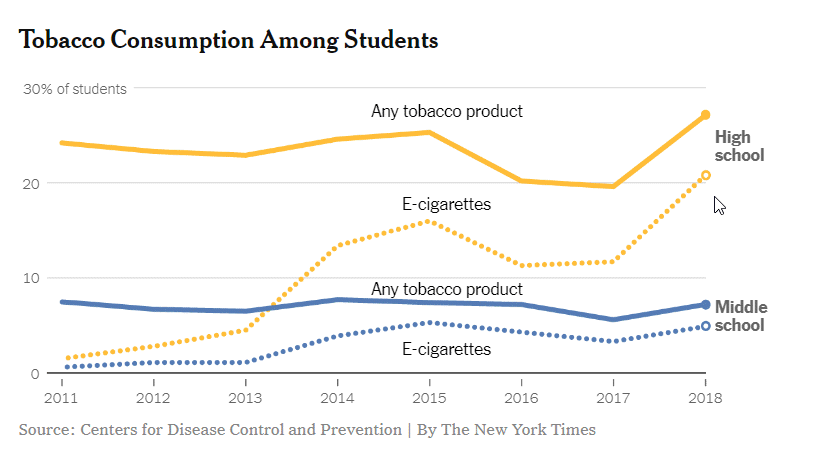 Tobacco Consumption Among Students
30% of students
Any tobacco product
High
school
20
E-cigarettes
10
Any tobacco product
Middle
school
E-cigarettes
0
2011 2012 2013 2014 2015 2016 2017 2018
Source: Centers for Disease Control and Prevention | By The New York Times